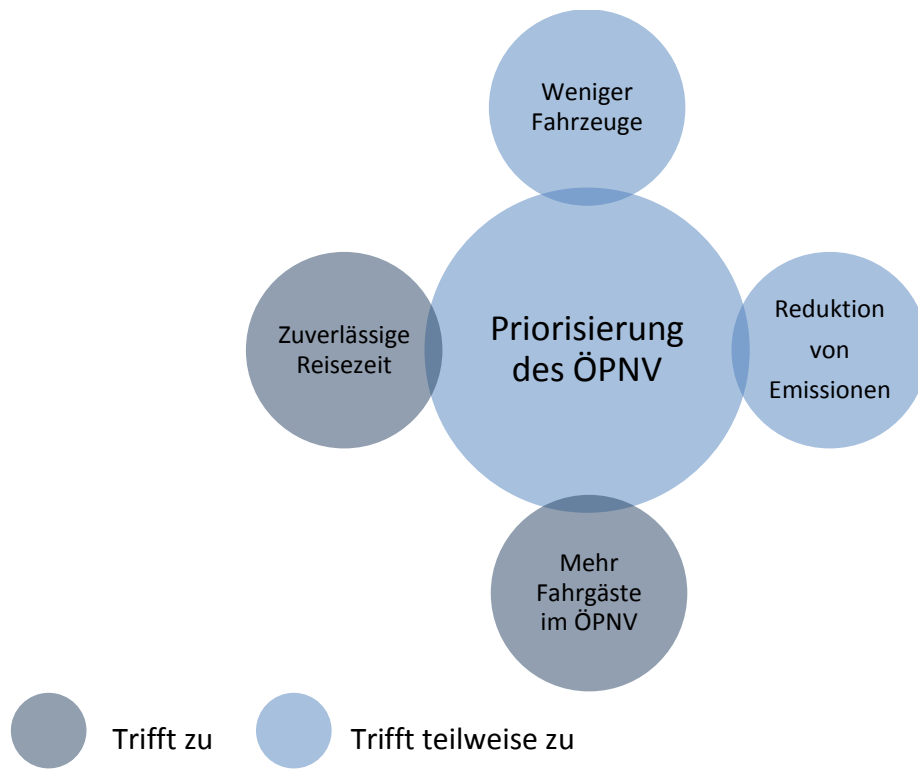 Weniger
Fahrzeuge
Zuverlässige
Reisezeit
Priorisierung
des ÖPNV
Reduktion
von
Emissionen
Mehr
Fahrgäste
im ÖPNV
Trifft zu
Trifft teilweise zu